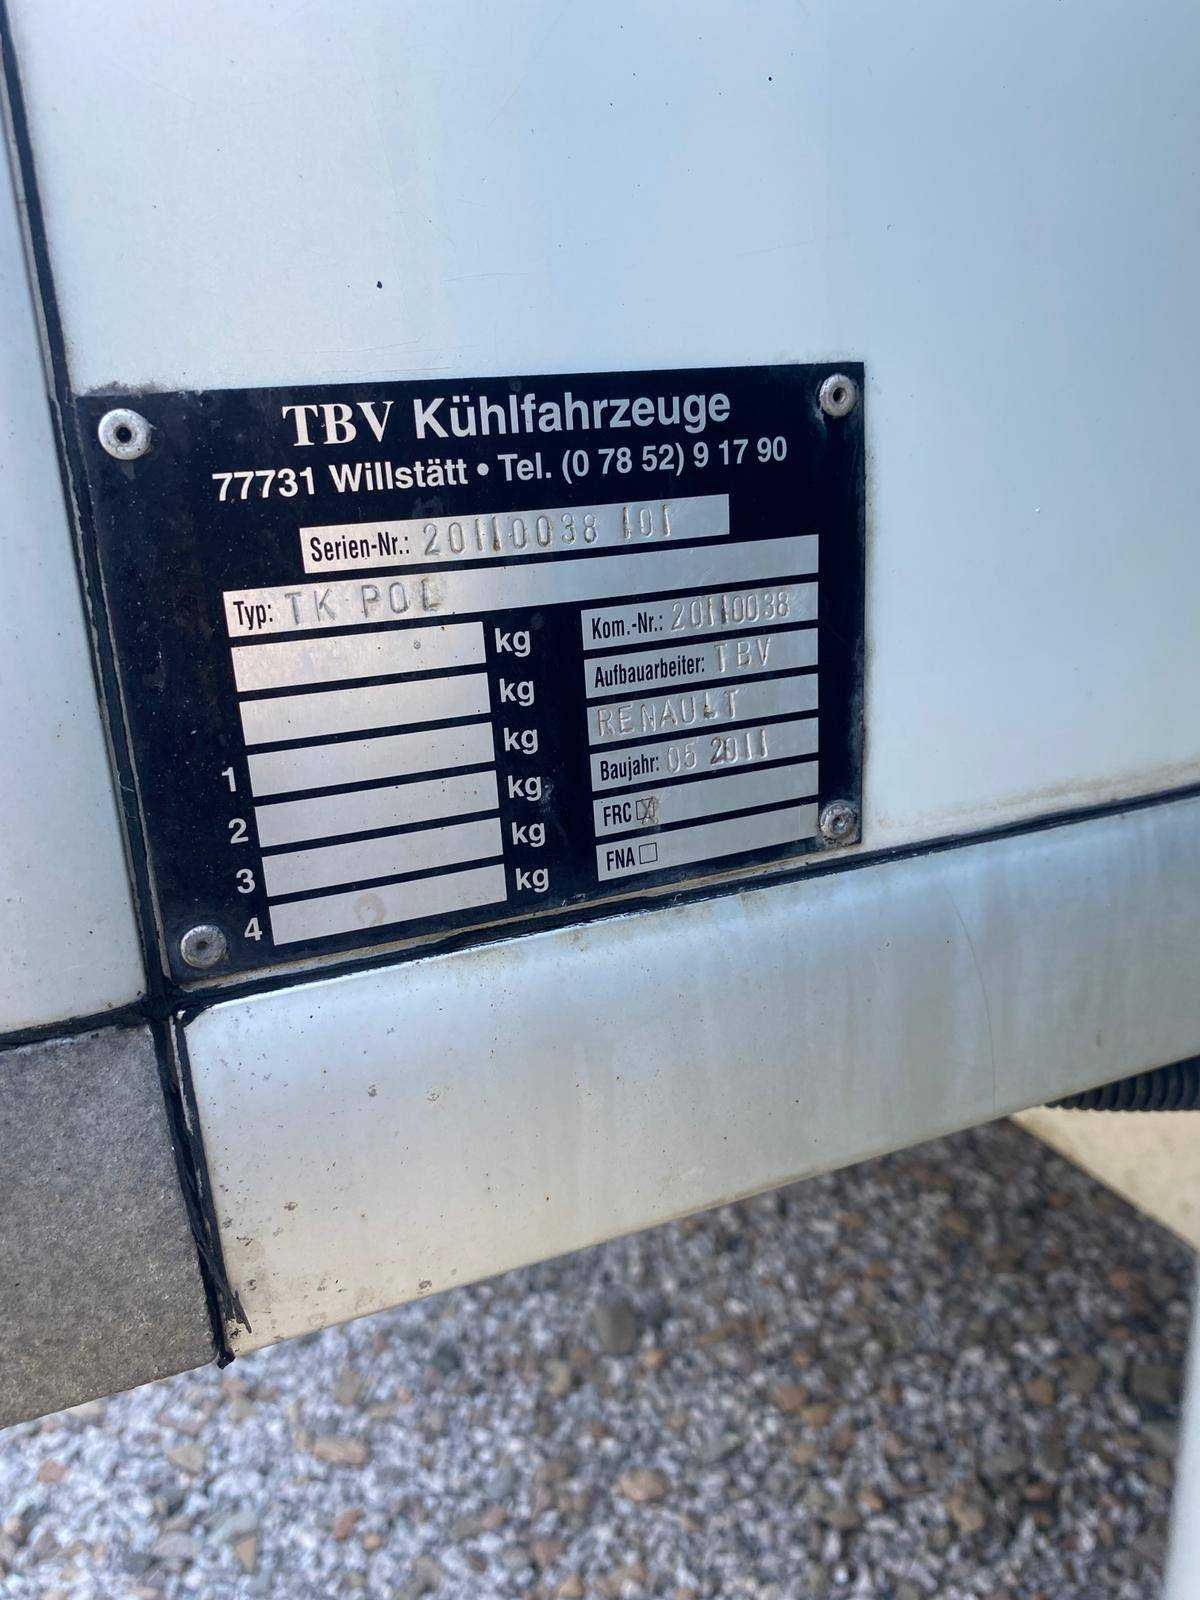 TBV Kühlfahrzeuge
77731 Willstätt • Tel. (0 78 52) 9 17 90
Serien-Nr.: 20110038 101
Typ: TK POL
kg
kg
1 kg
2 kg
3 kg
4 kg
Kom.-Nr.: 20110038
Aufbauarbeiter: TBV
RENAULT
Baujahr: 05 2011
FRC ☒
FNA ☐